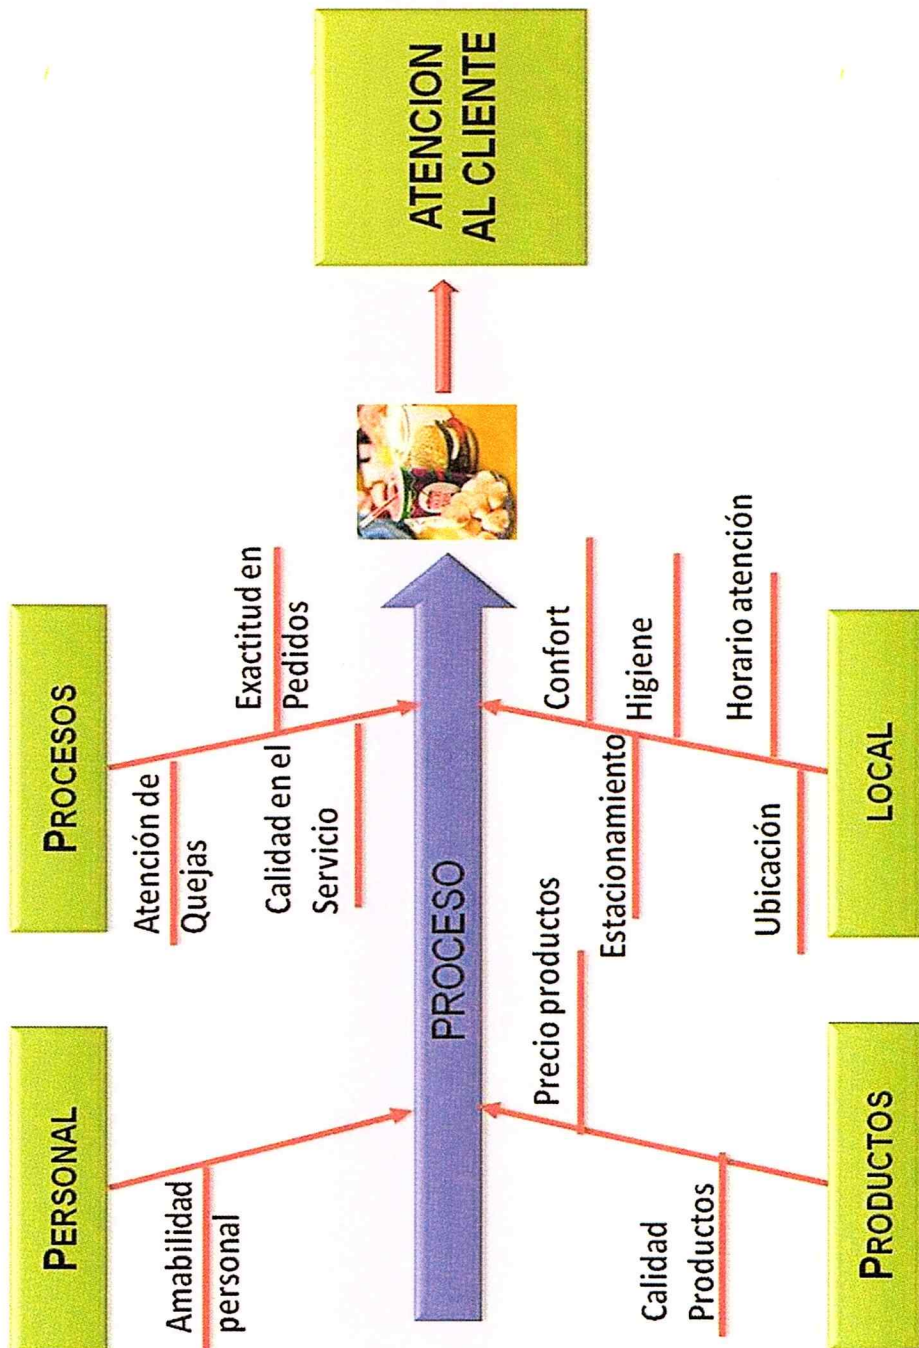 PERSONAL
PROCESOS
Amabilidad
personal
Atención de
Quejas
Exactitud en
Pedidos
Calidad en el
Servicio
PROCESO
ATENCION
AL CLIENTE
Precio productos
Calidad
Productos
Confort
Estacionamiento
Higiene
Horario atención
Ubicación
PRODUCTOS
LOCAL